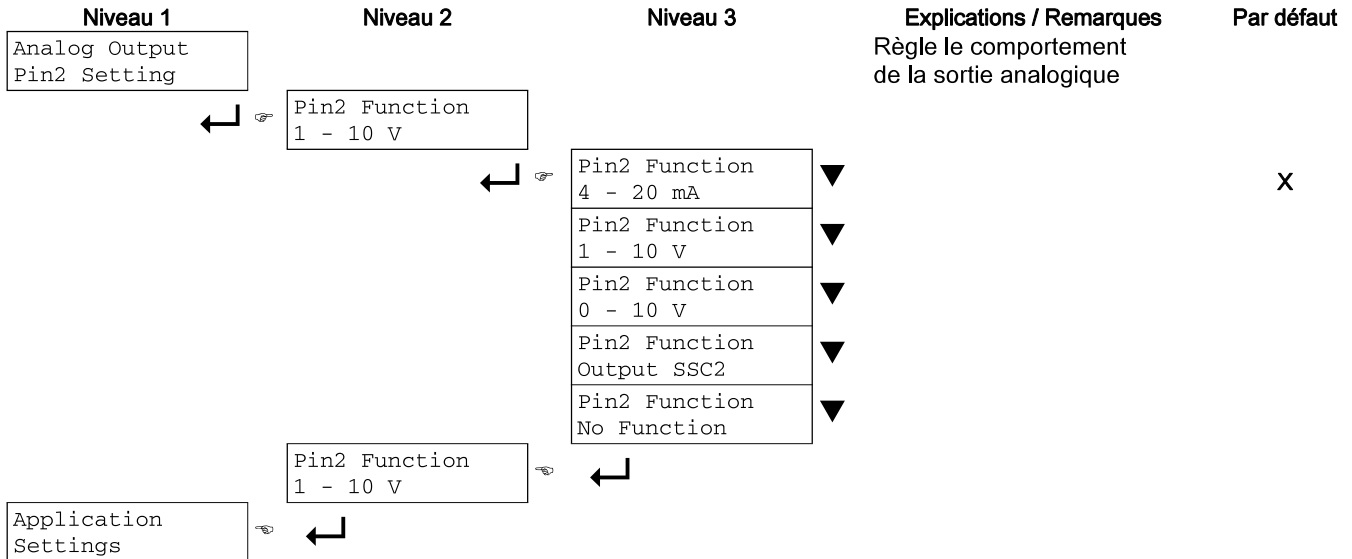 Niveau 1 Niveau 2 Niveau 3 Explications / Remarques Par défaut
Analog Output
Pin2 Setting
Règle le comportement
de la sortie analogique
Pin2 Function
1 - 10 V
Pin2 Function
4 - 20 mA
x
Pin2 Function
1 - 10 V
Pin2 Function
0 - 10 V
Pin2 Function
Output SSC2
Pin2 Function
No Function
Pin2 Function
1 - 10 V
Application
Settings